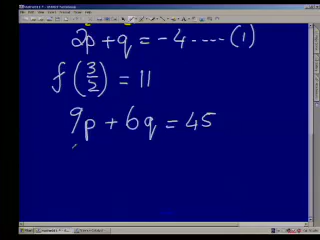 2p + q = -4 ----- (1)
f(3/2) = 11
9p + 6q = 45